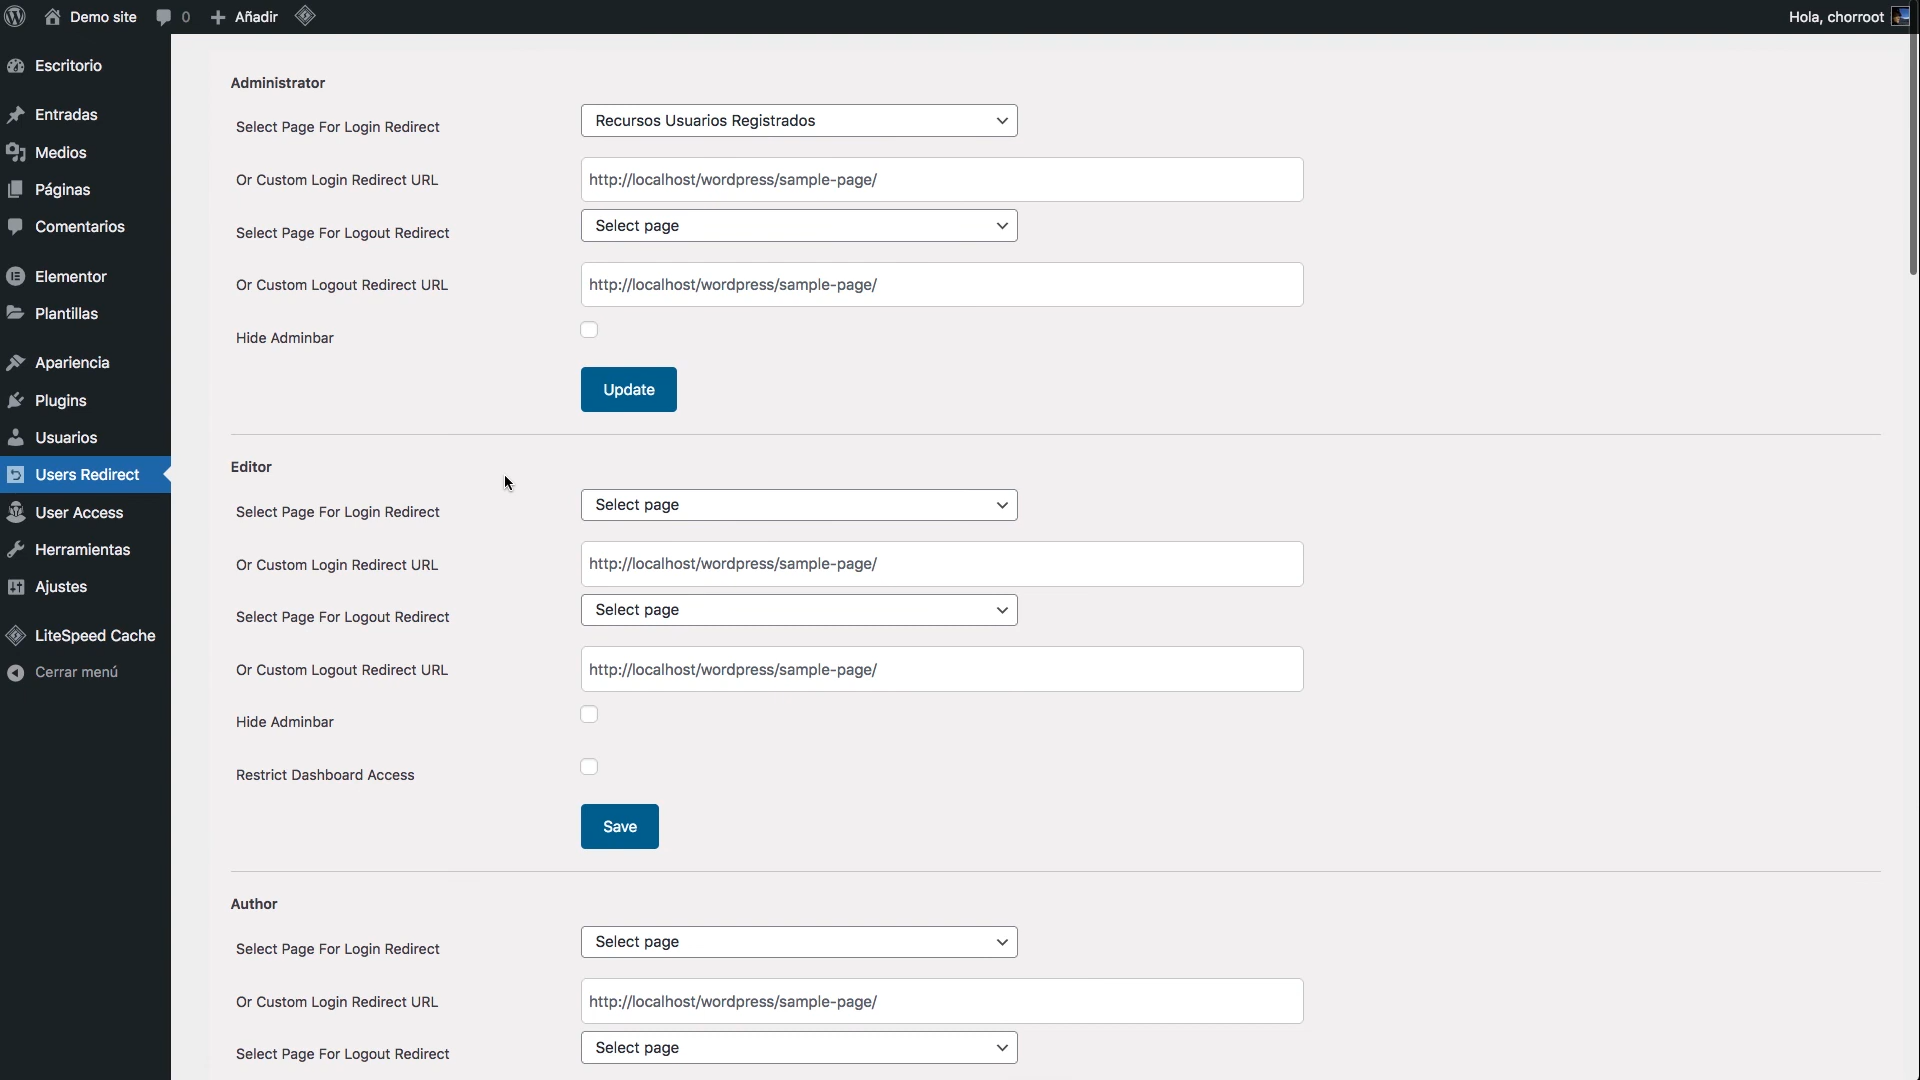 Demo site
0
Añadir
Hola, chorroot
Escritorio
Entradas
Medios
Páginas
Comentarios
Elementor
Plantillas
Apariencia
Plugins
Usuarios
Users Redirect
User Access
Herramientas
Ajustes
LiteSpeed Cache
Cerrar menú
Administrator
Select Page For Login Redirect
Recursos Usuarios Registrados
Or Custom Login Redirect URL
http://localhost/wordpress/sample-page/
Select Page For Logout Redirect
Select page
Or Custom Logout Redirect URL
http://localhost/wordpress/sample-page/
Hide Adminbar
Update
Editor
Select Page For Login Redirect
Select page
Or Custom Login Redirect URL
http://localhost/wordpress/sample-page/
Select Page For Logout Redirect
Select page
Or Custom Logout Redirect URL
http://localhost/wordpress/sample-page/
Hide Adminbar
Restrict Dashboard Access
Save
Author
Select Page For Login Redirect
Select page
Or Custom Login Redirect URL
http://localhost/wordpress/sample-page/
Select Page For Logout Redirect
Select page